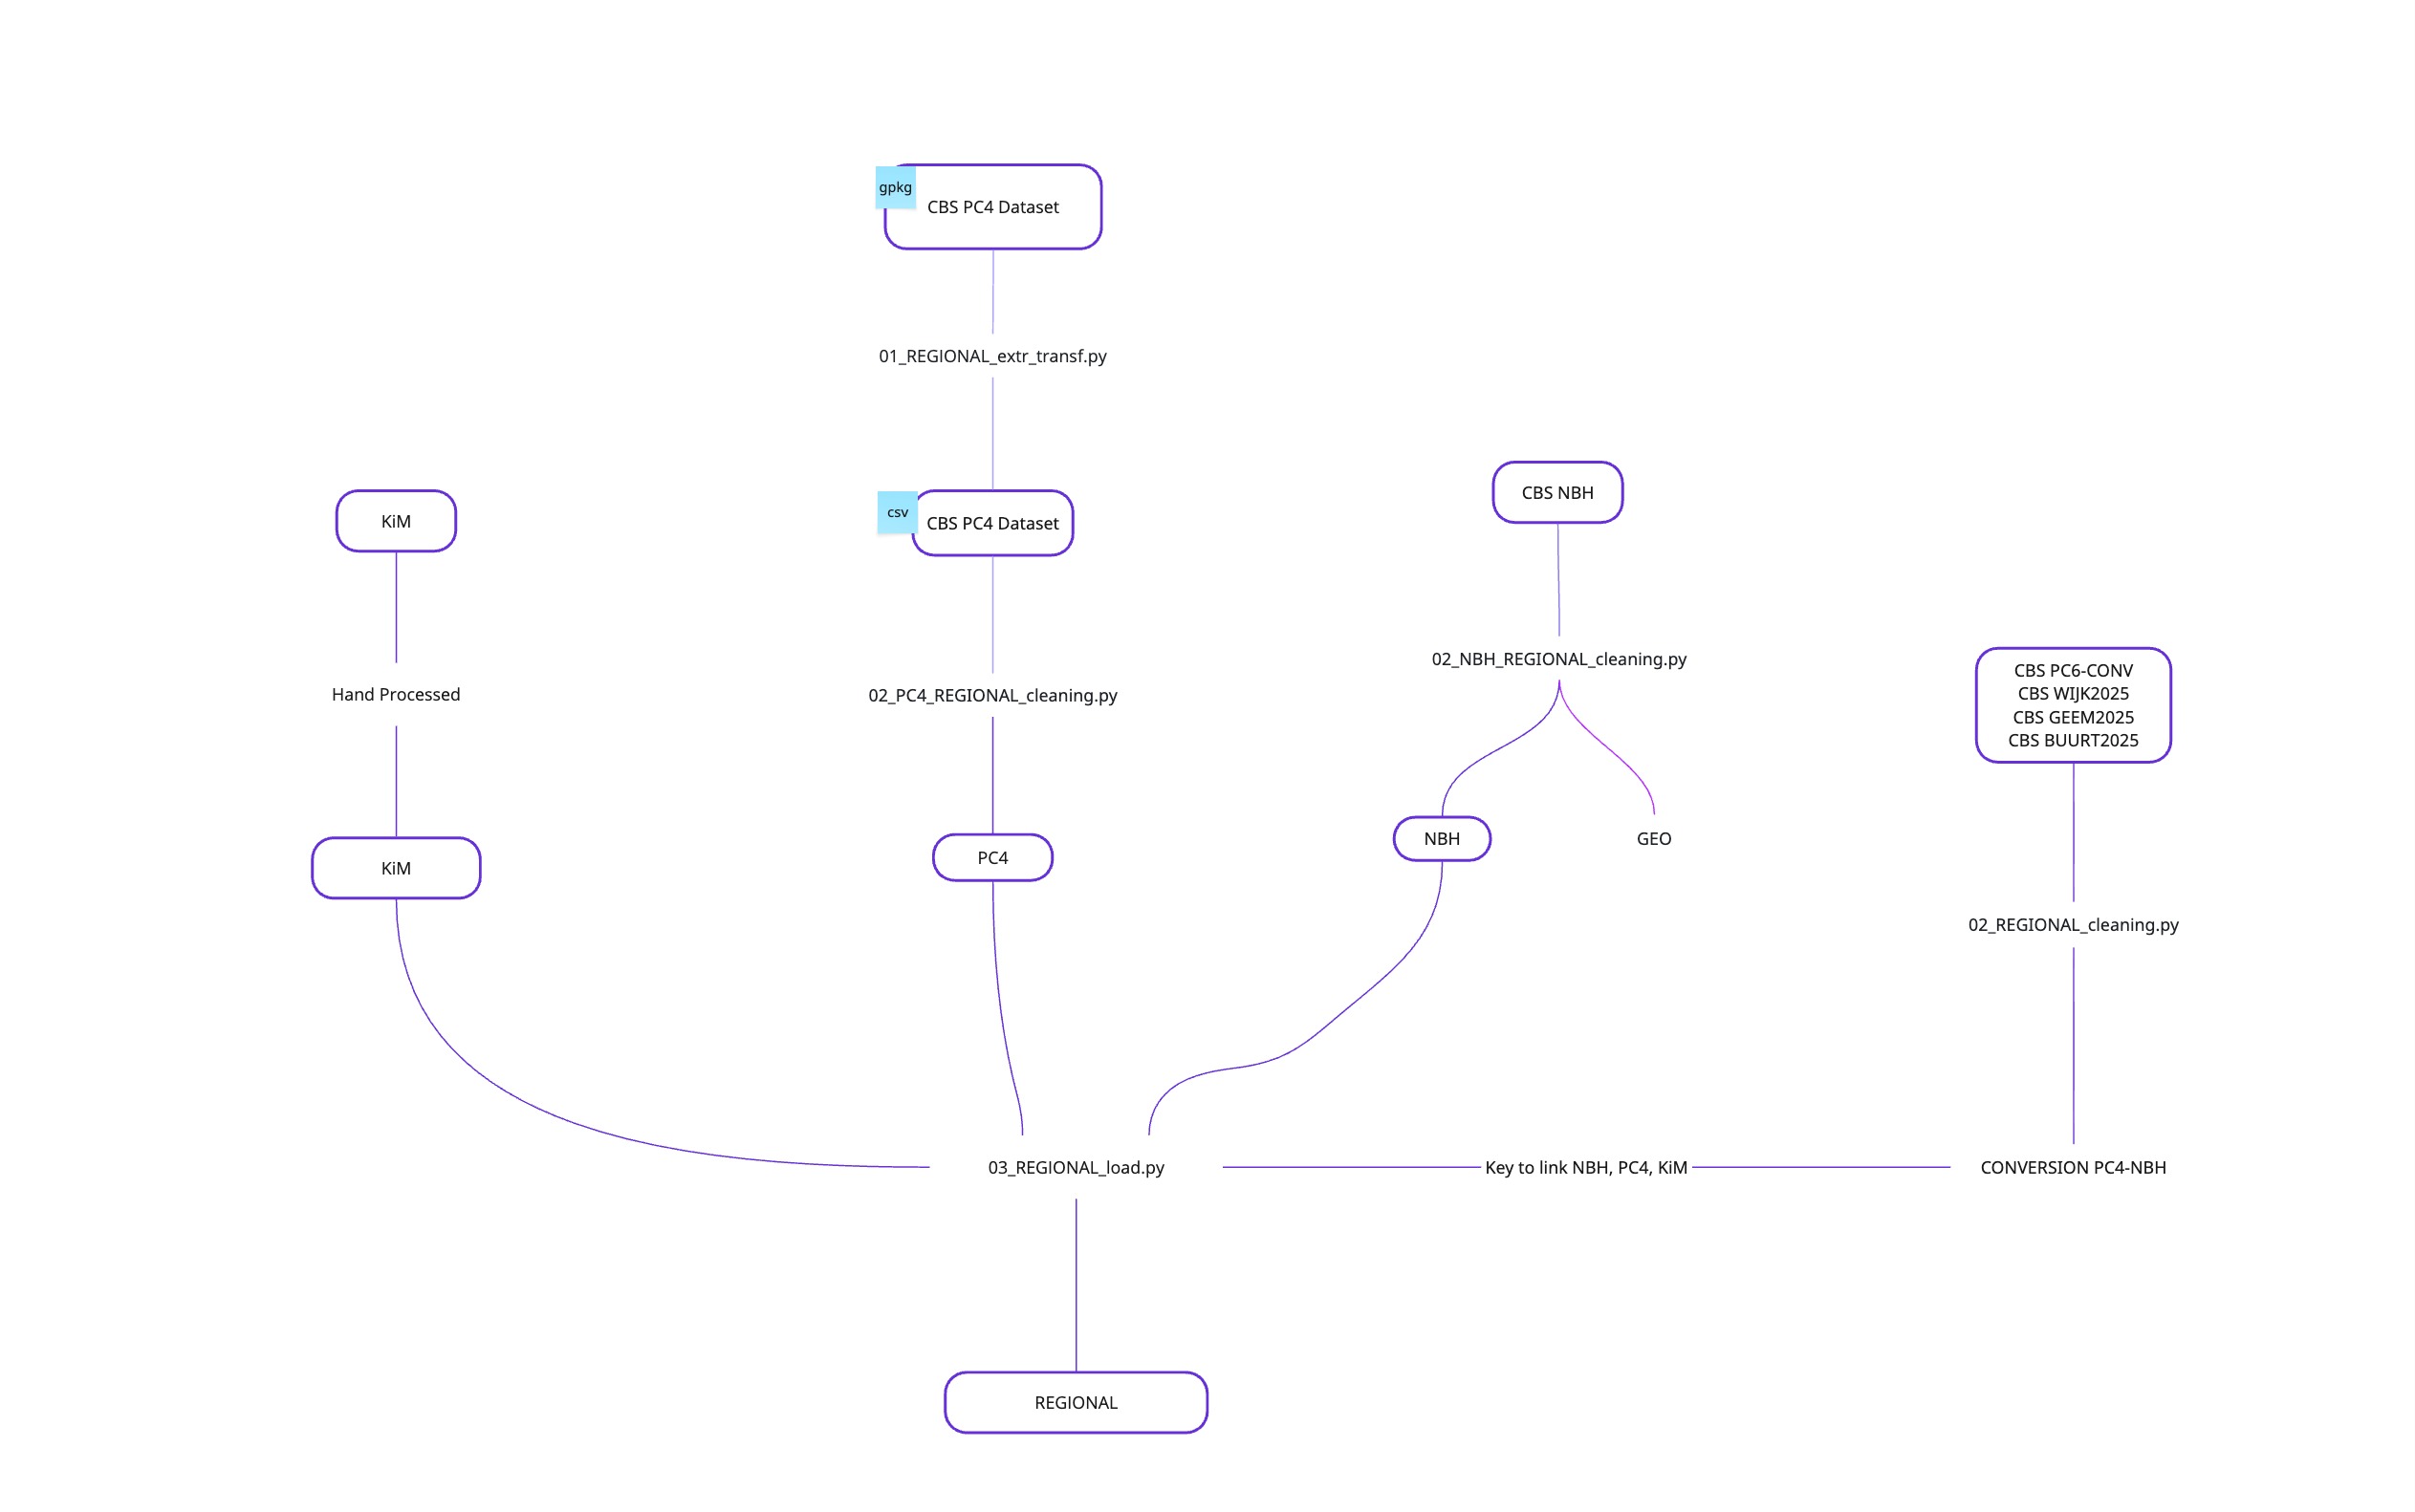 gpkg
CBS PC4 Dataset
01_REGIONAL_extr_transf.py
CBS NBH
KiM
csv
CBS PC4 Dataset
02_NBH_REGIONAL_cleaning.py
CBS PC6-CONV
CBS WIJK2025
CBS GEEM2025
CBS BUURT2025
Hand Processed
02_PC4_REGIONAL_cleaning.py
NBH
GEO
KiM
PC4
02_REGIONAL_cleaning.py
03_REGIONAL_load.py
Key to link NBH, PC4, KiM
CONVERSION PC4-NBH
REGIONAL